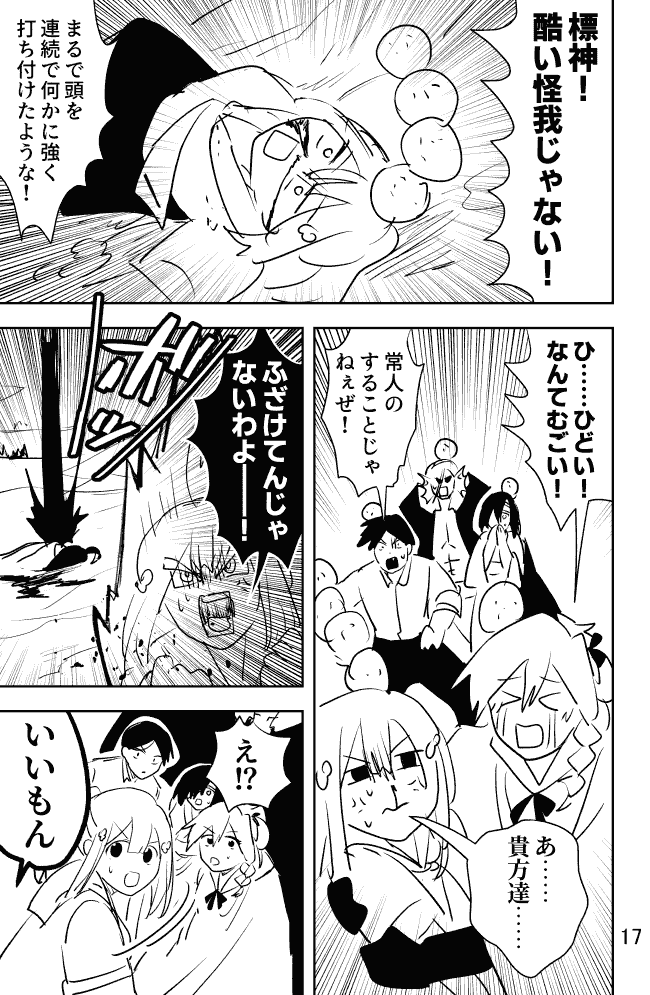 標神！
酷い怪我じゃない！
まるで頭を
連続で何かに強く
打ち付けたような！
ひ……ひどい！
なんてむごい！
常人の
することじゃ
ねぇぜ！
あ……
貴方達……
ふざけてんじゃ
ないわよ――！
ボゴッ
え!?
いいもん
17